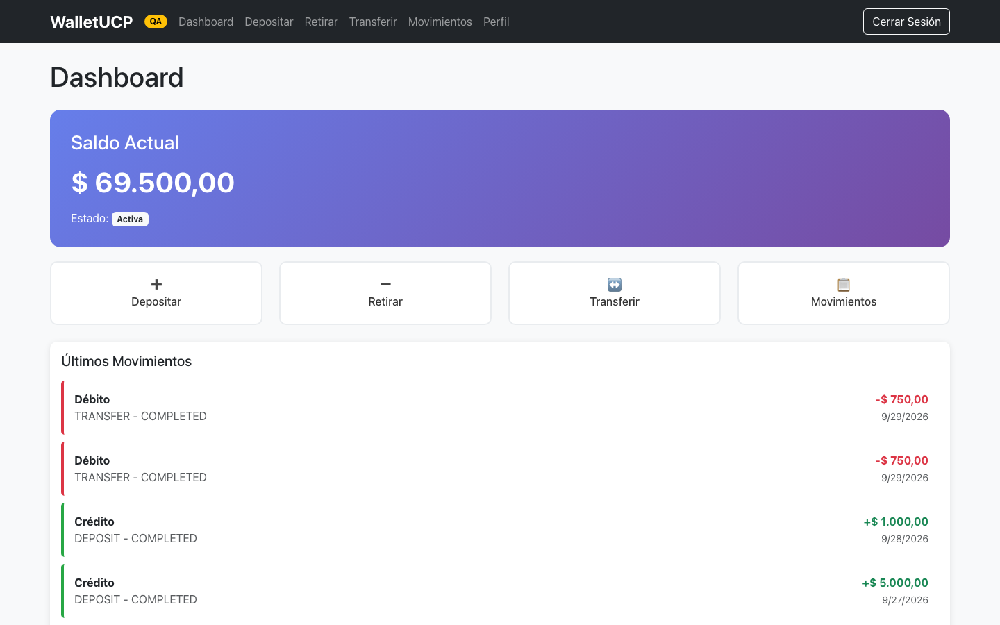 WalletUCP QA Dashboard Depositar Retirar Transferir Movimientos Perfil Cerrar Sesión
Dashboard
Saldo Actual
$ 69.500,00
Estado: Activa
Depositar
Retirar
Transferir
Movimientos
Últimos Movimientos
Débito
-$ 750,00
TRANSFER - COMPLETED
9/29/2026
Débito
-$ 750,00
TRANSFER - COMPLETED
9/29/2026
Crédito
+$ 1.000,00
DEPOSIT - COMPLETED
9/28/2026
Crédito
+$ 5.000,00
DEPOSIT - COMPLETED
9/27/2026